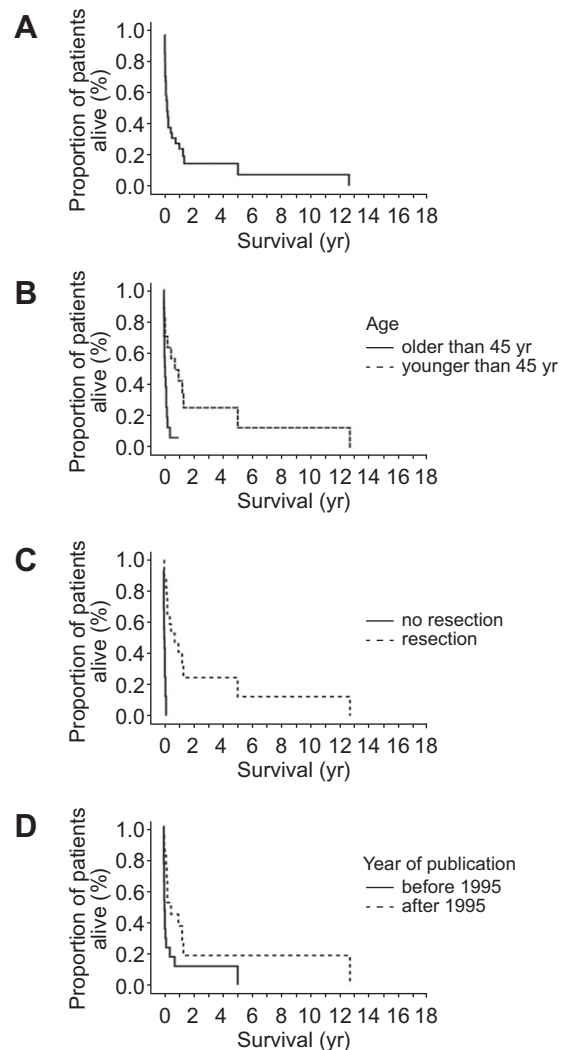 A
Proportion of patients
alive (%)
1.0
0.8
0.6
0.4
0.2
0.0
0 2 4 6 8 10 12 14 16 18
Survival (yr)
B
Proportion of patients
alive (%)
1.0
0.8
0.6
0.4
0.2
0.0
0 2 4 6 8 10 12 14 16 18
Survival (yr)
Age
older than 45 yr
younger than 45 yr
C
Proportion of patients
alive (%)
1.0
0.8
0.6
0.4
0.2
0.0
0 2 4 6 8 10 12 14 16 18
Survival (yr)
no resection
resection
D
Proportion of patients
alive (%)
1.0
0.8
0.6
0.4
0.2
0.0
0 2 4 6 8 10 12 14 16 18
Survival (yr)
Year of publication
before 1995
after 1995